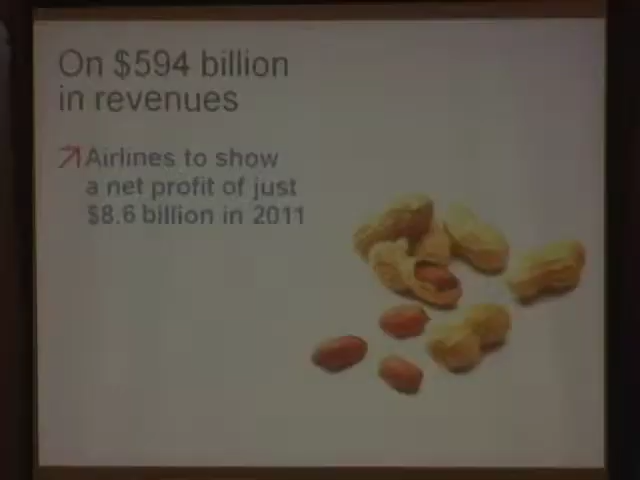 On $594 billion
in revenues
Airlines to show
a net profit of just
$8.6 billion in 2011